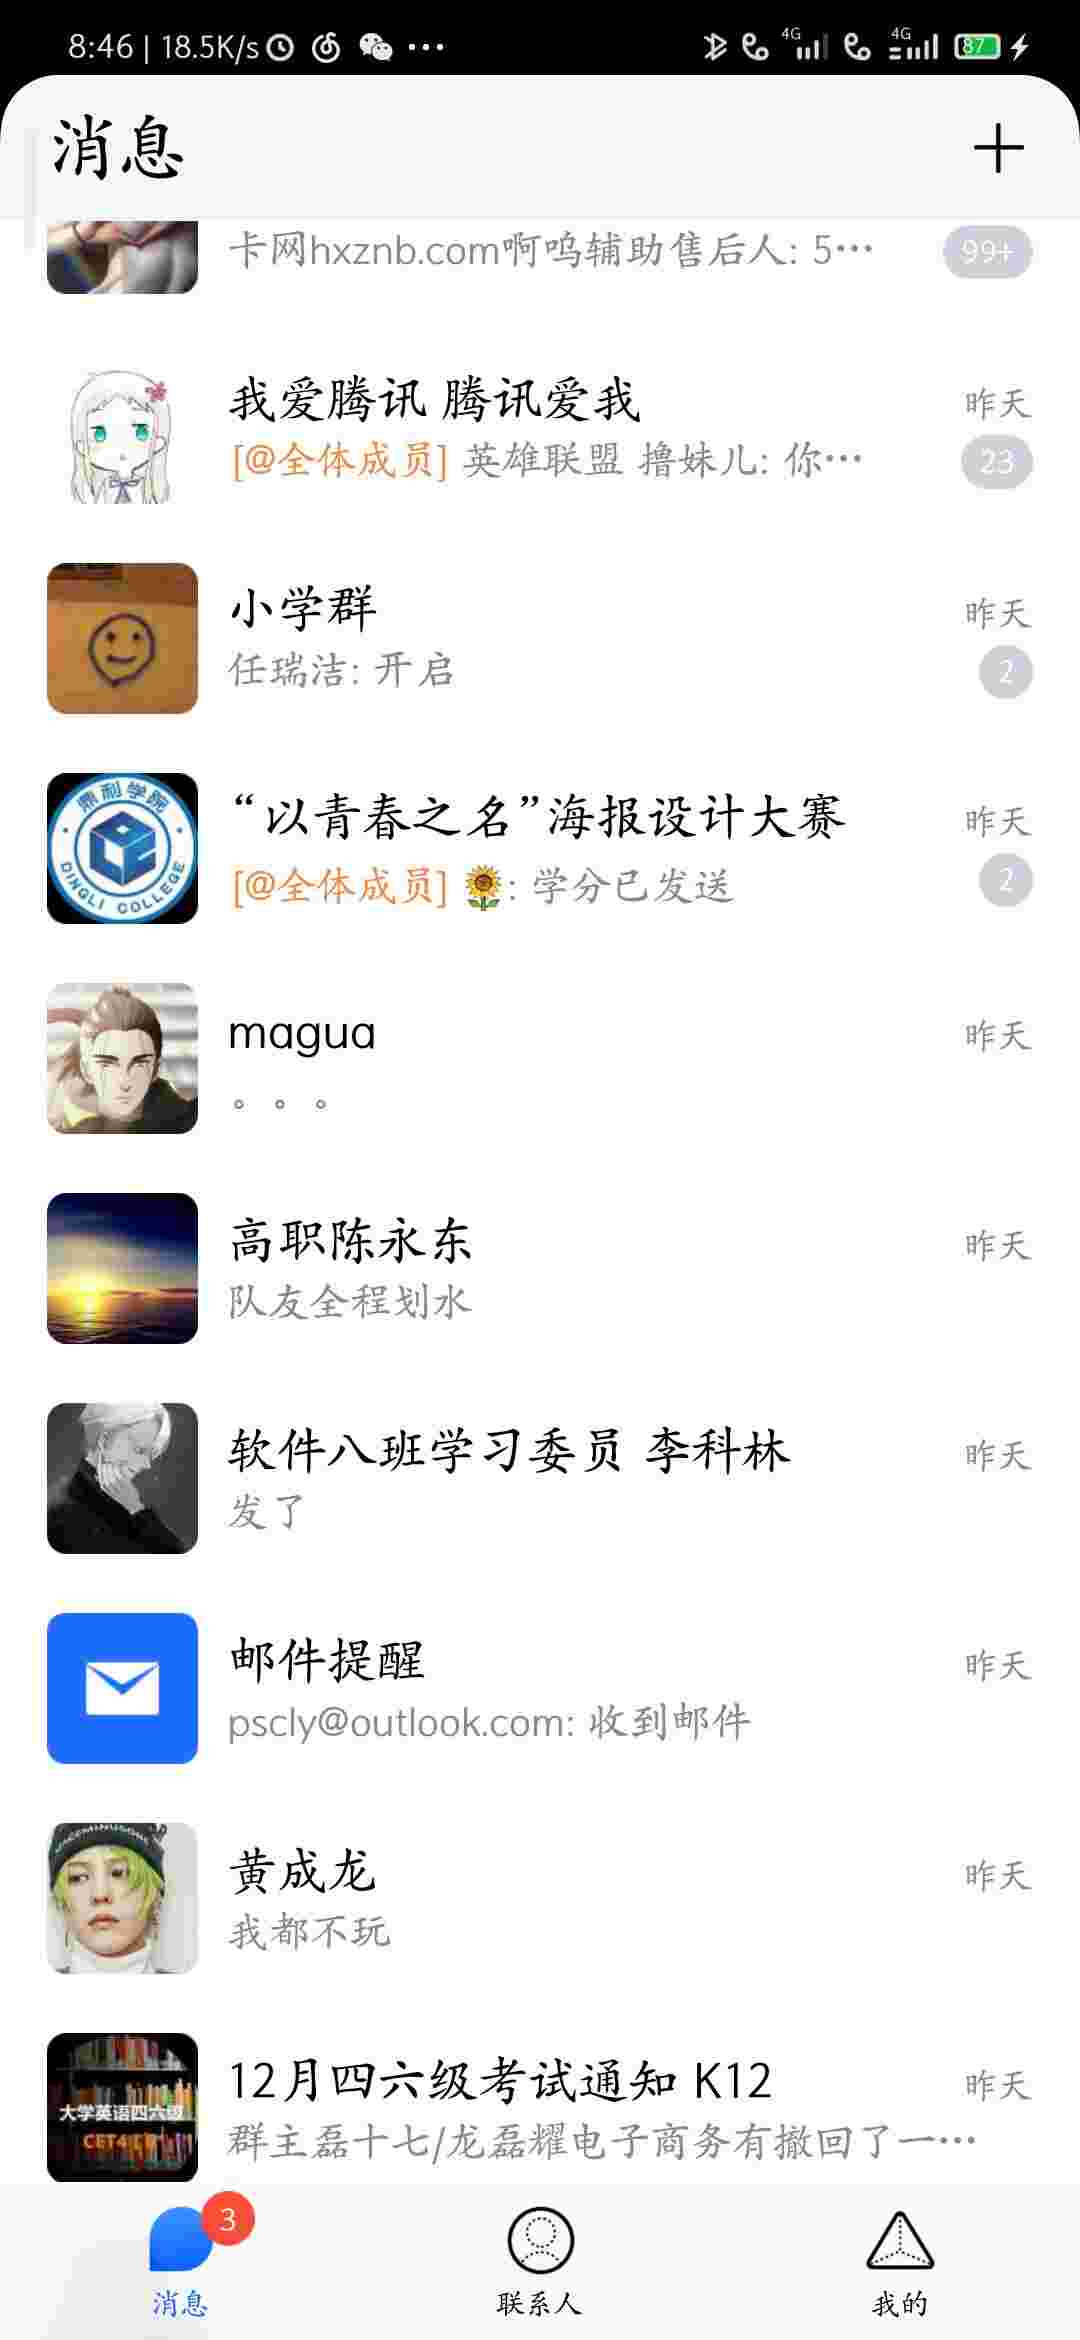 8:46 | 18.5K/s
4G
4G
87
消息
卡网hxznb.com啊呜辅助售后人: 5…
99+
我爱腾讯 腾讯爱我
昨天
[@全体成员] 英雄联盟 撸妹儿: 你…
23
小学群
昨天
任瑞洁: 开启
2
鼎利学院
DINGLI COLLEGE
“以青春之名”海报设计大赛
昨天
[@全体成员] 🌻: 学分已发送
2
magua
昨天
。。。
高职陈永东
昨天
队友全程划水
软件八班学习委员 李科林
昨天
发了
邮件提醒
昨天
pscly@outlook.com: 收到邮件
黄成龙
昨天
我都不玩
大学英语四六级
12月四六级考试通知 K12
昨天
群主磊十七/龙磊耀电子商务有撤回了一…
3
消息
联系人
我的